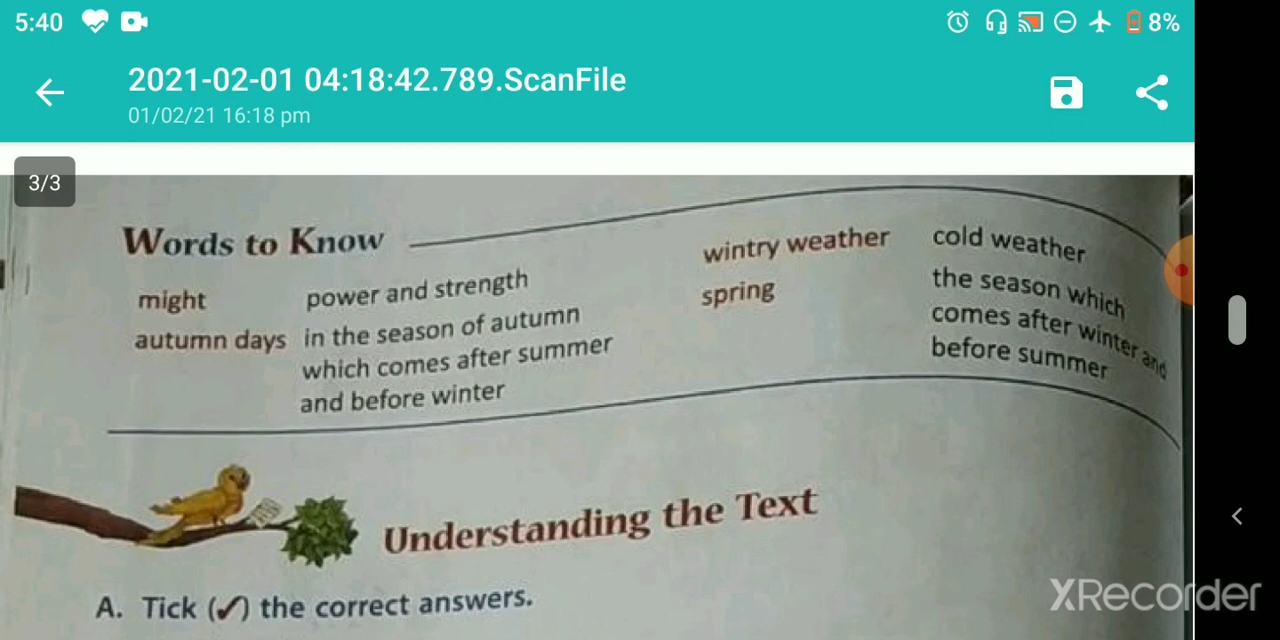 5:40 8%
2021-02-01 04:18:42.789.ScanFile
01/02/21 16:18 pm
3/3
Words to Know
might power and strength
autumn days in the season of autumn
which comes after summer
and before winter
wintry weather cold weather
spring the season which
comes after winter and
before summer
Understanding the Text
A. Tick (✓) the correct answers.
XRecorder